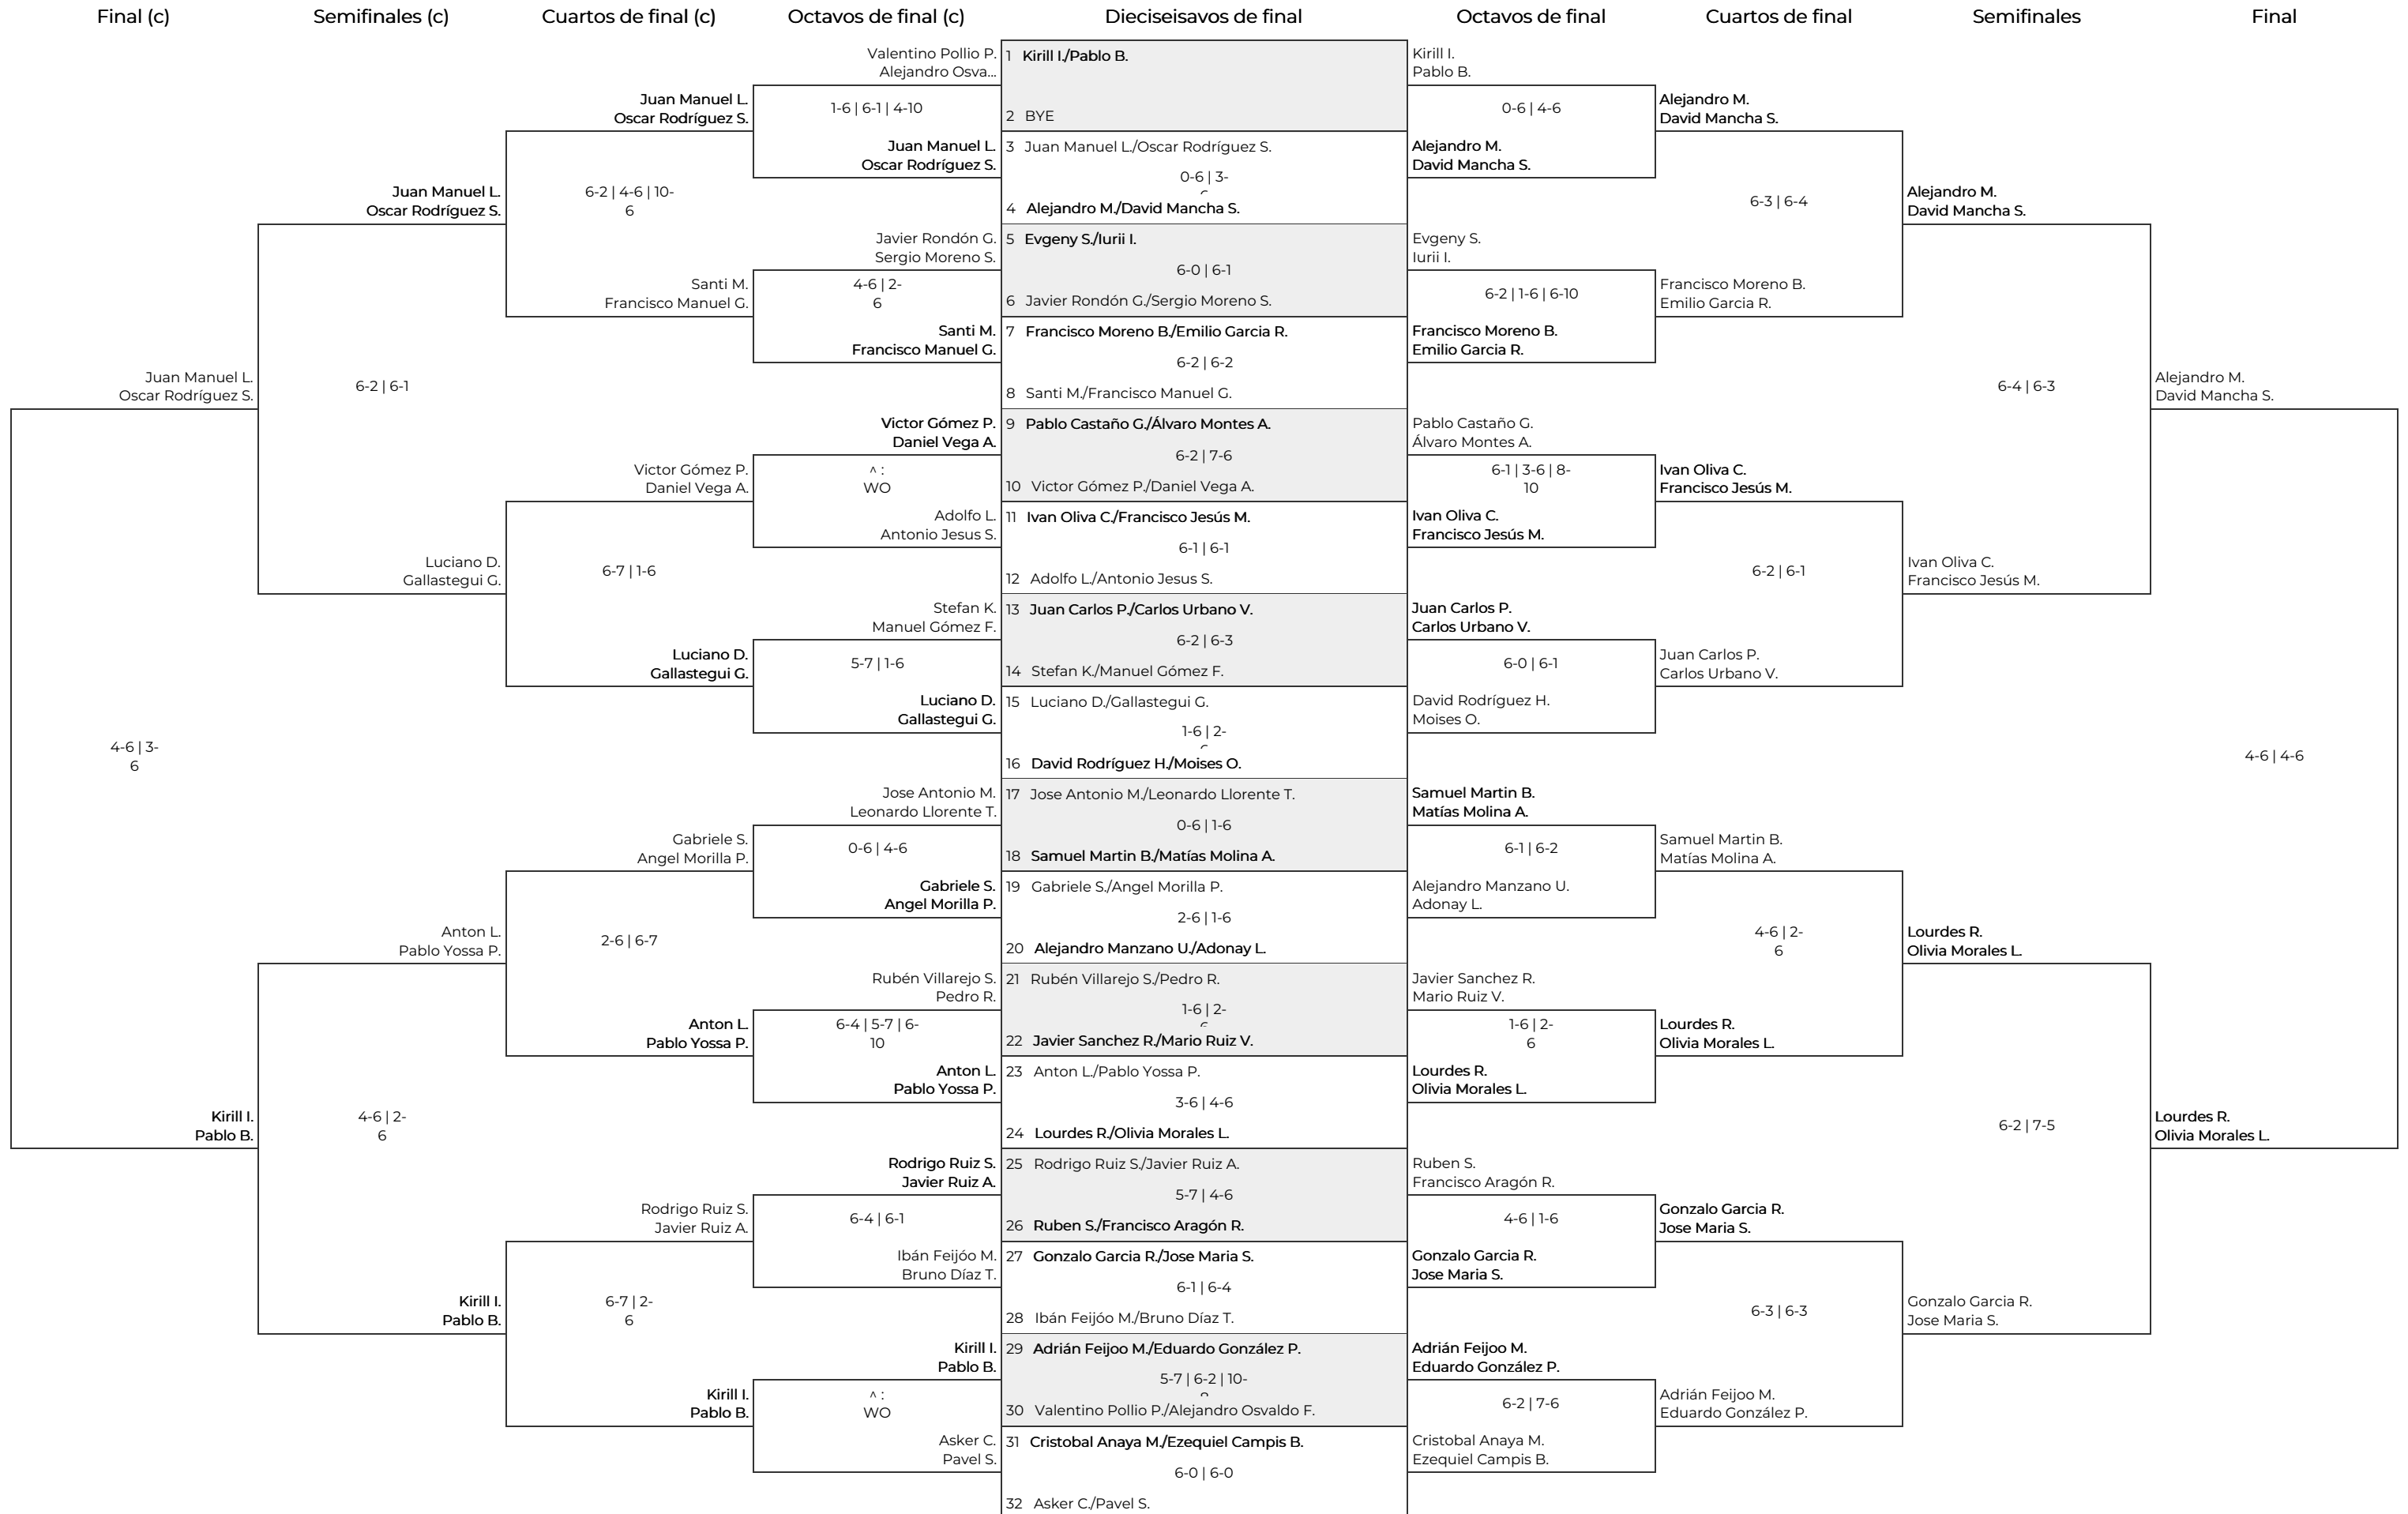 Final (c)
Semifinales (c)
Cuartos de final (c)
Octavos de final (c)
Dieciseisavos de final
Octavos de final
Cuartos de final
Semifinales
Final
Juan Manuel L.
Oscar Rodríguez S.
4-6 | 3-
6
Kirill I.
Pablo B.
Juan Manuel L.
Oscar Rodríguez S.
6-2 | 6-1
Luciano D.
Gallastegui G.
Anton L.
Pablo Yossa P.
4-6 | 2-
6
Kirill I.
Pablo B.
Juan Manuel L.
Oscar Rodríguez S.
6-2 | 4-6 | 10-
6
Santi M.
Francisco Manuel G.
Victor Gómez P.
Daniel Vega A.
6-7 | 1-6
Luciano D.
Gallastegui G.
Gabriele S.
Angel Morilla P.
2-6 | 6-7
Anton L.
Pablo Yossa P.
Rodrigo Ruiz S.
Javier Ruiz A.
6-7 | 2-
6
Kirill I.
Pablo B.
Valentino Pollio P.
Alejandro Osva...
1-6 | 6-1 | 4-10
Juan Manuel L.
Oscar Rodríguez S.
Javier Rondón G.
Sergio Moreno S.
4-6 | 2-
6
Santi M.
Francisco Manuel G.
Victor Gómez P.
Daniel Vega A.
^ :
WO
Adolfo L.
Antonio Jesus S.
Stefan K.
Manuel Gómez F.
5-7 | 1-6
Luciano D.
Gallastegui G.
Jose Antonio M.
Leonardo Llorente T.
0-6 | 4-6
Gabriele S.
Angel Morilla P.
Rubén Villarejo S.
Pedro R.
6-4 | 5-7 | 6-
10
Anton L.
Pablo Yossa P.
Rodrigo Ruiz S.
Javier Ruiz A.
6-4 | 6-1
Ibán Feijóo M.
Bruno Díaz T.
Kirill I.
Pablo B.
^ :
WO
Asker C.
Pavel S.
1 Kirill I./Pablo B.
2 BYE
3 Juan Manuel L./Oscar Rodríguez S.
0-6 | 3-
4 Alejandro M./David Mancha S.
5 Evgeny S./Iurii I.
6-0 | 6-1
6 Javier Rondón G./Sergio Moreno S.
7 Francisco Moreno B./Emilio Garcia R.
6-2 | 6-2
8 Santi M./Francisco Manuel G.
9 Pablo Castaño G./Álvaro Montes A.
6-2 | 7-6
10 Victor Gómez P./Daniel Vega A.
11 Ivan Oliva C./Francisco Jesús M.
6-1 | 6-1
12 Adolfo L./Antonio Jesus S.
13 Juan Carlos P./Carlos Urbano V.
6-2 | 6-3
14 Stefan K./Manuel Gómez F.
15 Luciano D./Gallastegui G.
1-6 | 2-
16 David Rodríguez H./Moises O.
17 Jose Antonio M./Leonardo Llorente T.
0-6 | 1-6
18 Samuel Martin B./Matías Molina A.
19 Gabriele S./Angel Morilla P.
2-6 | 1-6
20 Alejandro Manzano U./Adonay L.
21 Rubén Villarejo S./Pedro R.
1-6 | 2-
22 Javier Sanchez R./Mario Ruiz V.
23 Anton L./Pablo Yossa P.
3-6 | 4-6
24 Lourdes R./Olivia Morales L.
25 Rodrigo Ruiz S./Javier Ruiz A.
5-7 | 4-6
26 Ruben S./Francisco Aragón R.
27 Gonzalo Garcia R./Jose Maria S.
6-1 | 6-4
28 Ibán Feijóo M./Bruno Díaz T.
29 Adrián Feijoo M./Eduardo González P.
5-7 | 6-2 | 10-
30 Valentino Pollio P./Alejandro Osvaldo F.
31 Cristobal Anaya M./Ezequiel Campis B.
6-0 | 6-0
32 Asker C./Pavel S.
Kirill I.
Pablo B.
0-6 | 4-6
Alejandro M.
David Mancha S.
Evgeny S.
Iurii I.
6-2 | 1-6 | 6-10
Francisco Moreno B.
Emilio Garcia R.
Pablo Castaño G.
Álvaro Montes A.
6-1 | 3-6 | 8-
10
Ivan Oliva C.
Francisco Jesús M.
Juan Carlos P.
Carlos Urbano V.
6-0 | 6-1
David Rodríguez H.
Moises O.
Samuel Martin B.
Matías Molina A.
6-1 | 6-2
Alejandro Manzano U.
Adonay L.
Javier Sanchez R.
Mario Ruiz V.
1-6 | 2-
6
Lourdes R.
Olivia Morales L.
Ruben S.
Francisco Aragón R.
4-6 | 1-6
Gonzalo Garcia R.
Jose Maria S.
Adrián Feijoo M.
Eduardo González P.
6-2 | 7-6
Cristobal Anaya M.
Ezequiel Campis B.
Alejandro M.
David Mancha S.
6-3 | 6-4
Francisco Moreno B.
Emilio Garcia R.
Ivan Oliva C.
Francisco Jesús M.
6-2 | 6-1
Juan Carlos P.
Carlos Urbano V.
Samuel Martin B.
Matías Molina A.
4-6 | 2-
6
Lourdes R.
Olivia Morales L.
Gonzalo Garcia R.
Jose Maria S.
6-3 | 6-3
Adrián Feijoo M.
Eduardo González P.
Alejandro M.
David Mancha S.
6-4 | 6-3
Ivan Oliva C.
Francisco Jesús M.
Lourdes R.
Olivia Morales L.
6-2 | 7-5
Gonzalo Garcia R.
Jose Maria S.
Alejandro M.
David Mancha S.
4-6 | 4-6
Lourdes R.
Olivia Morales L.